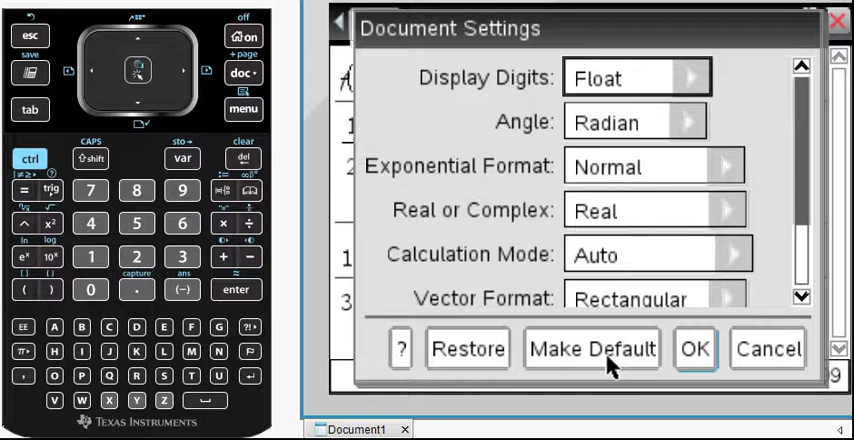 off
esc
on
save
+ page
doc
tab
menu
CAPS
sto→
clear
ctrl
⇧shift
var
del
= trig 7 8 9
^ x² 4 5 6 × ÷
ln log
eˣ 10ˣ 1 2 3 + −
[ ] { } capture ans ≈
( ) 0 . (−) enter
EE A B C D E F G ?!▸
π▸ H I J K L M N
, O P Q R S T U ↵
V W X Y Z
TEXAS INSTRUMENTS
Document Settings
Display Digits: Float
Angle: Radian
Exponential Format: Normal
Real or Complex: Real
Calculation Mode: Auto
Vector Format: Rectangular
? Restore Make Default OK Cancel
Document1 ×